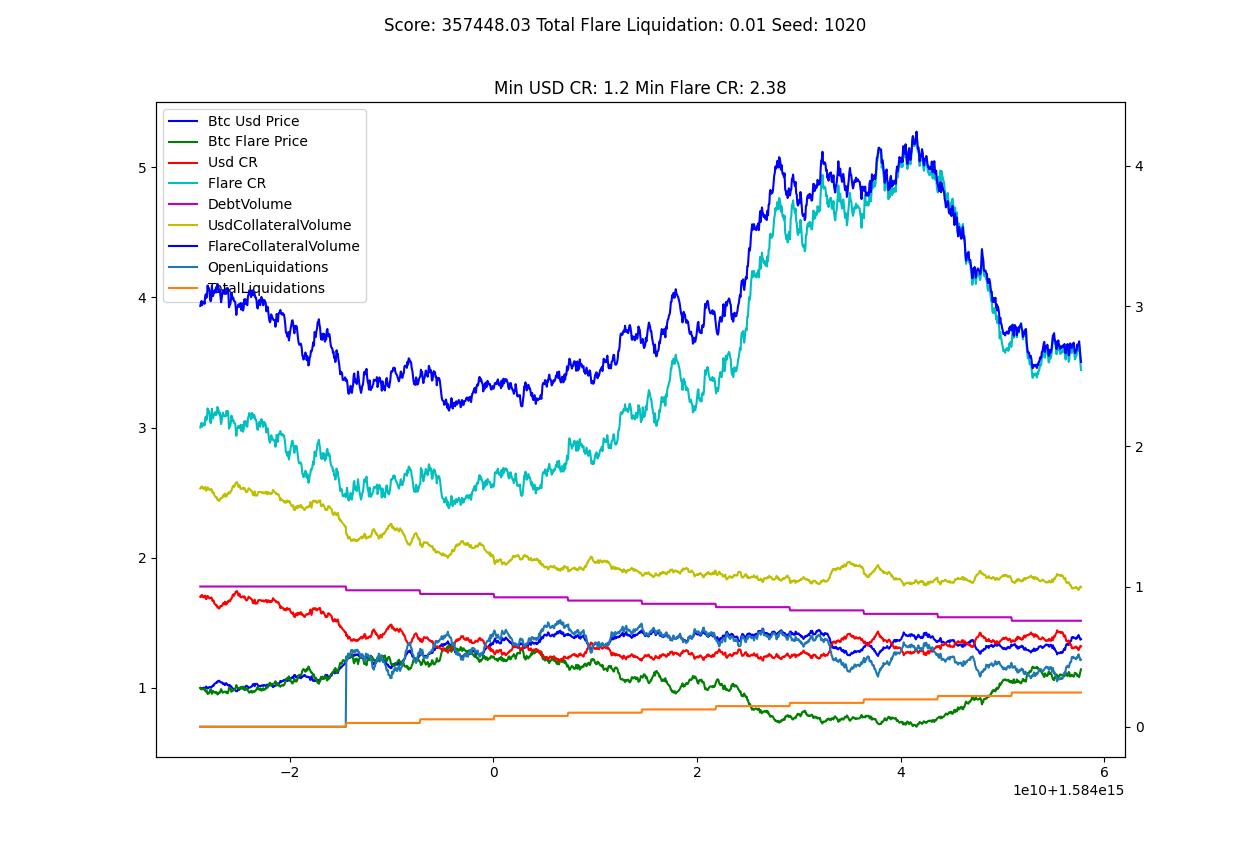 Score: 357448.03 Total Flare Liquidation: 0.01 Seed: 1020
Min USD CR: 1.2 Min Flare CR: 2.38
Btc Usd Price
Btc Flare Price
Usd CR
Flare CR
DebtVolume
UsdCollateralVolume
FlareCollateralVolume
OpenLiquidations
TotalLiquidations
5
4
3
2
1
4
3
2
1
0
−2
0
2
4
6
1e10+1.584e15